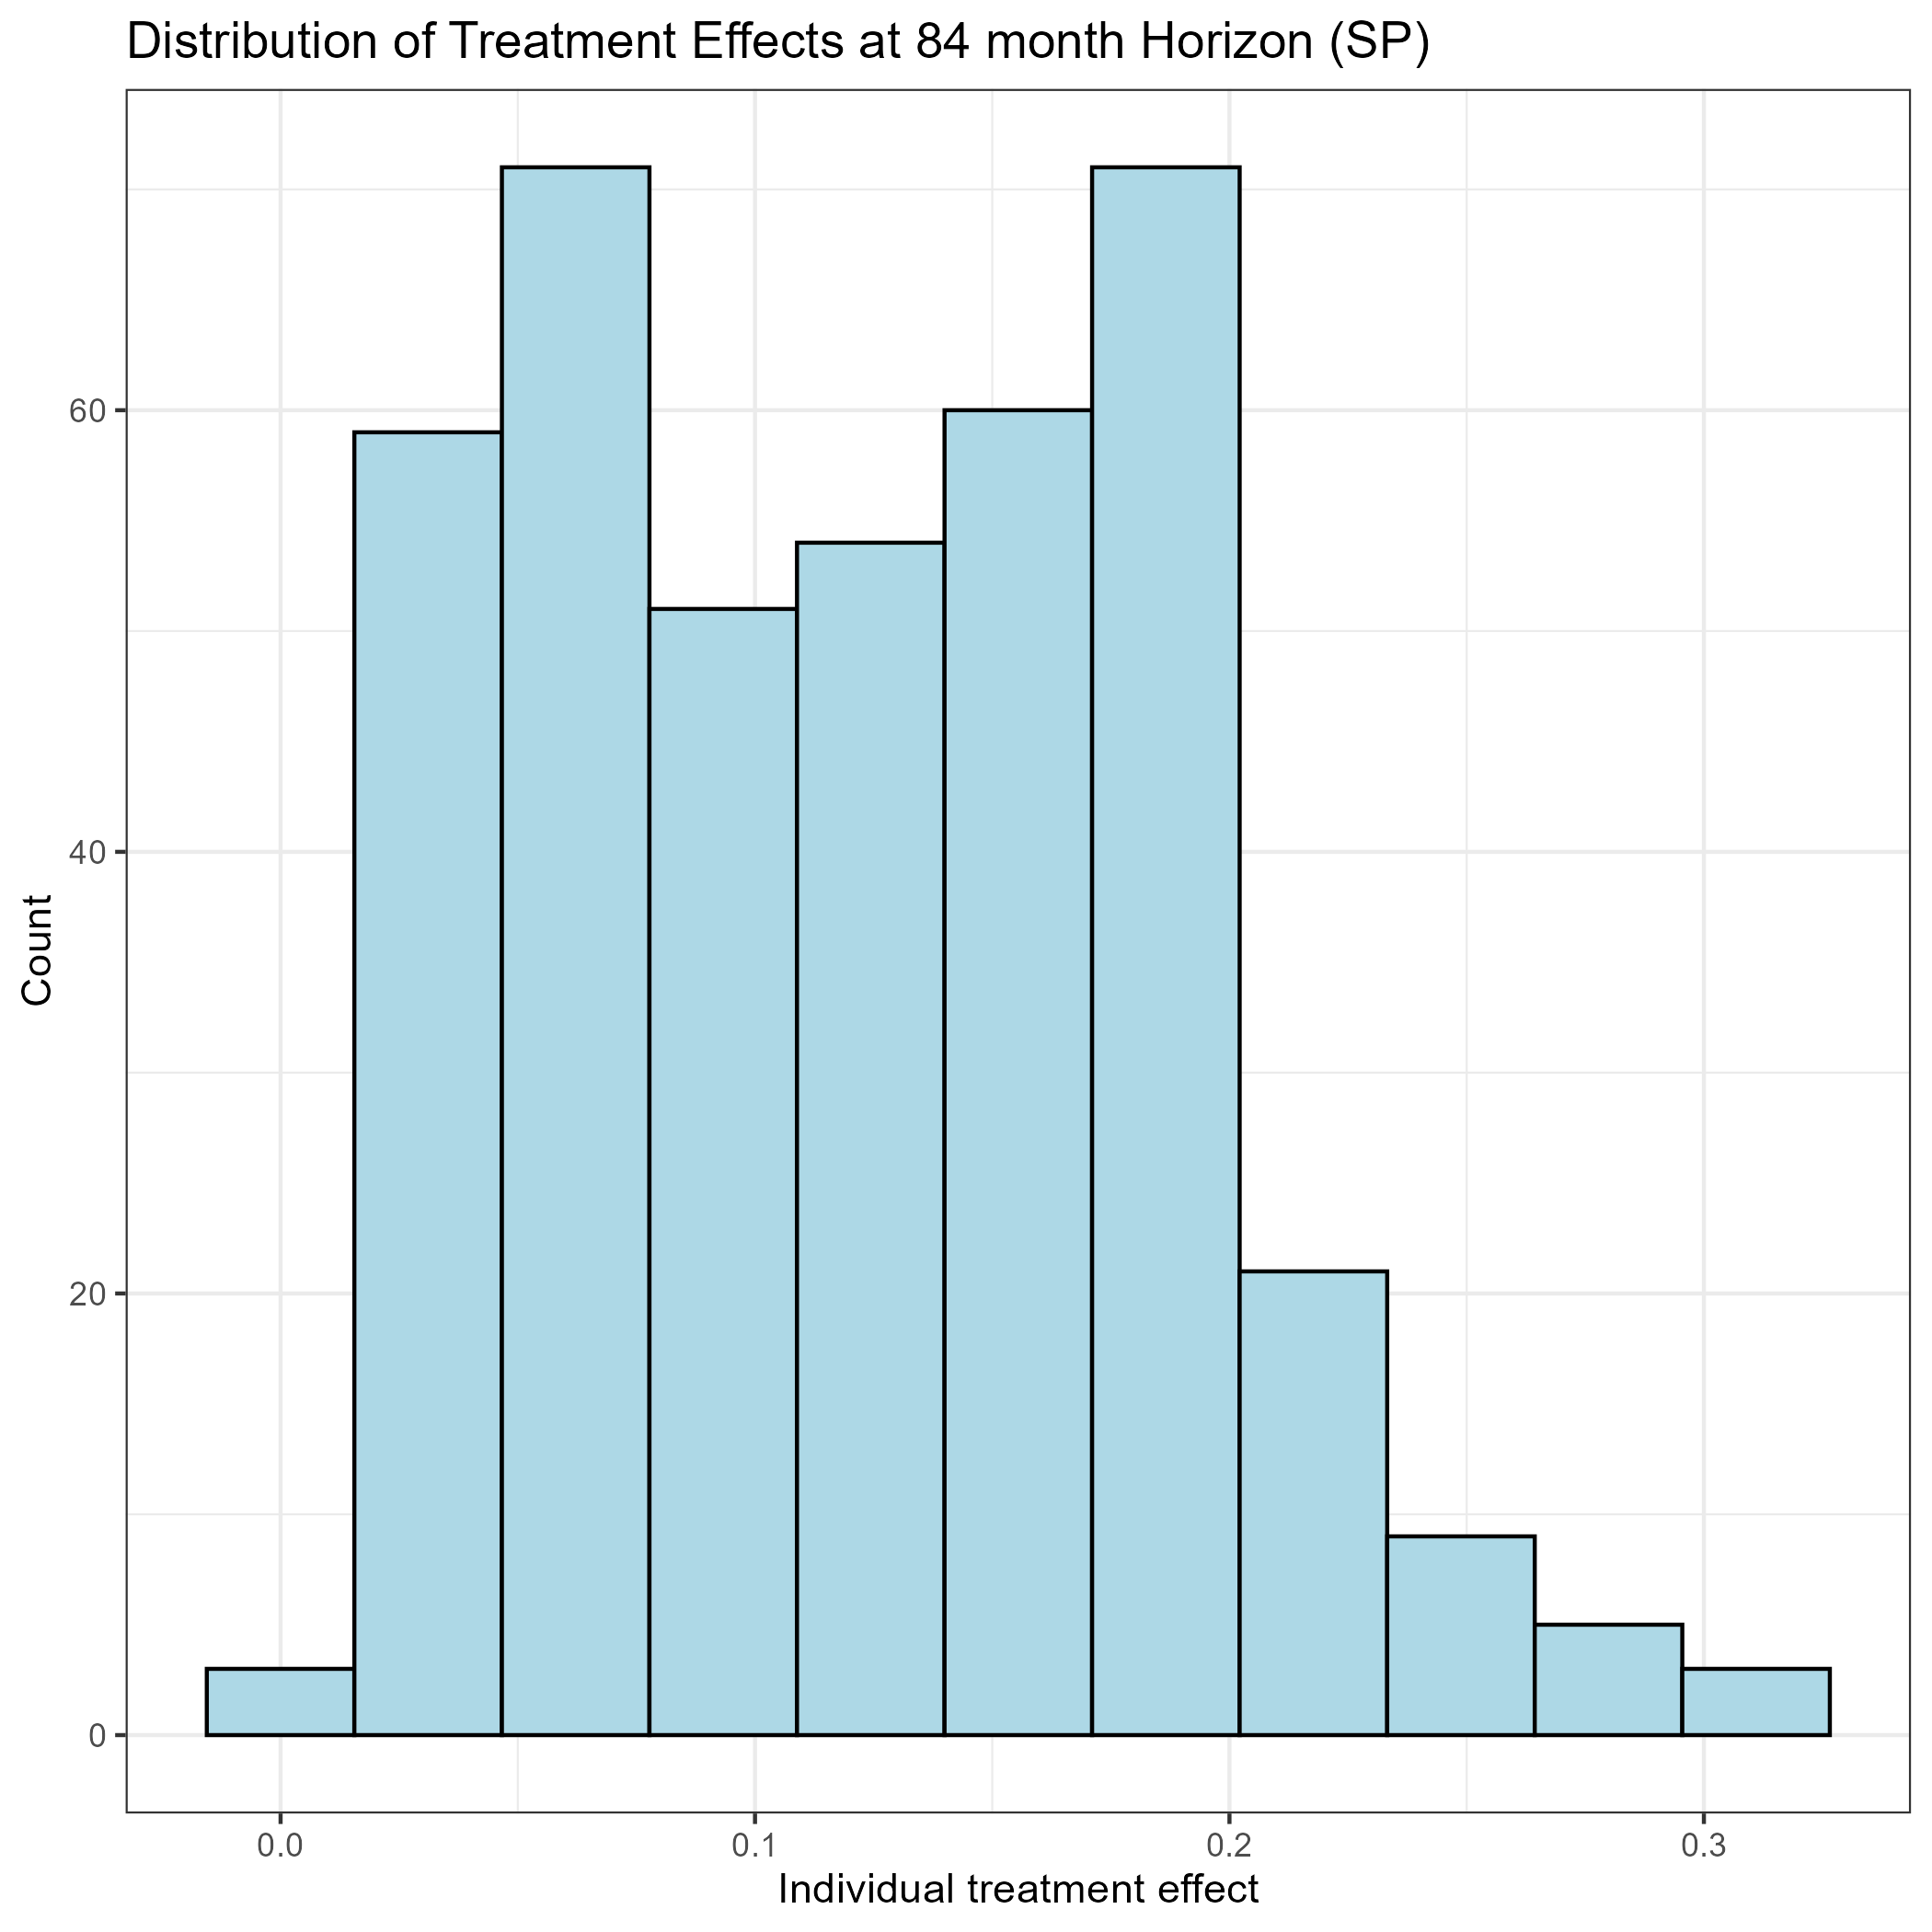 Distribution of Treatment Effects at 84 month Horizon (SP)
60
40
20
0
Count
0.0 0.1 0.2 0.3
Individual treatment effect